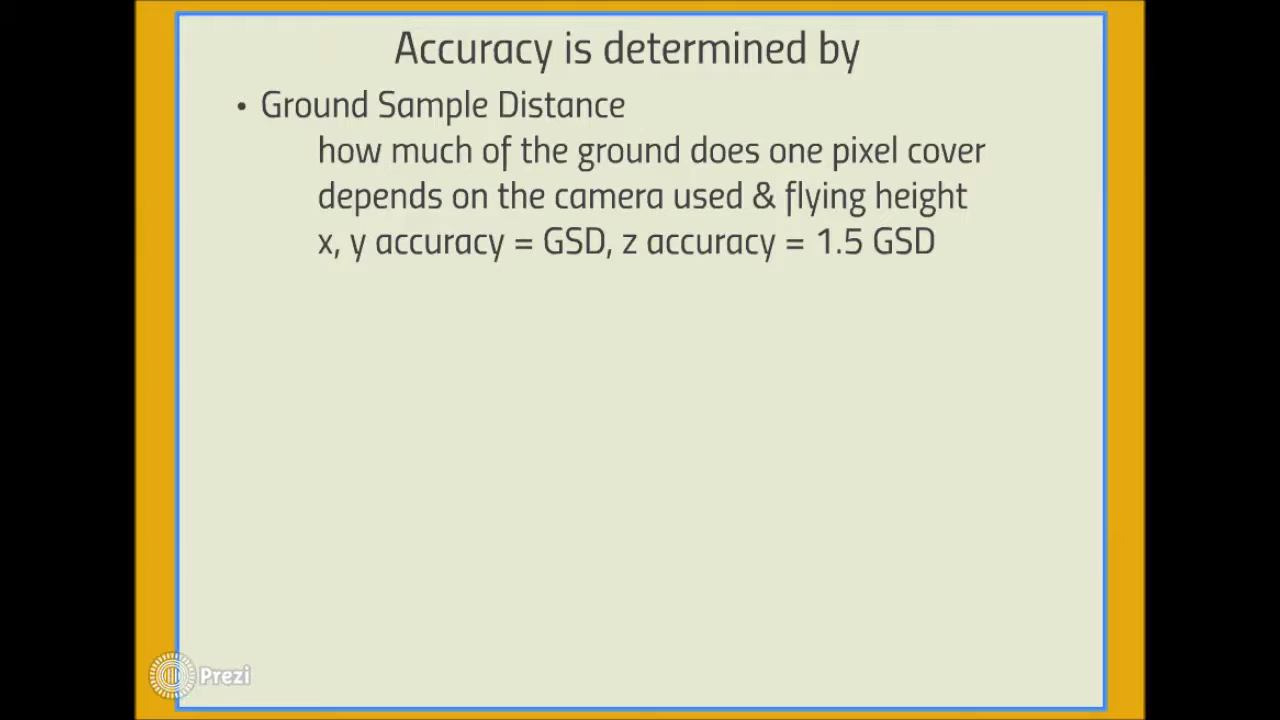 Accuracy is determined by
• Ground Sample Distance
how much of the ground does one pixel cover
depends on the camera used & flying height
x, y accuracy = GSD, z accuracy = 1.5 GSD
Prezi